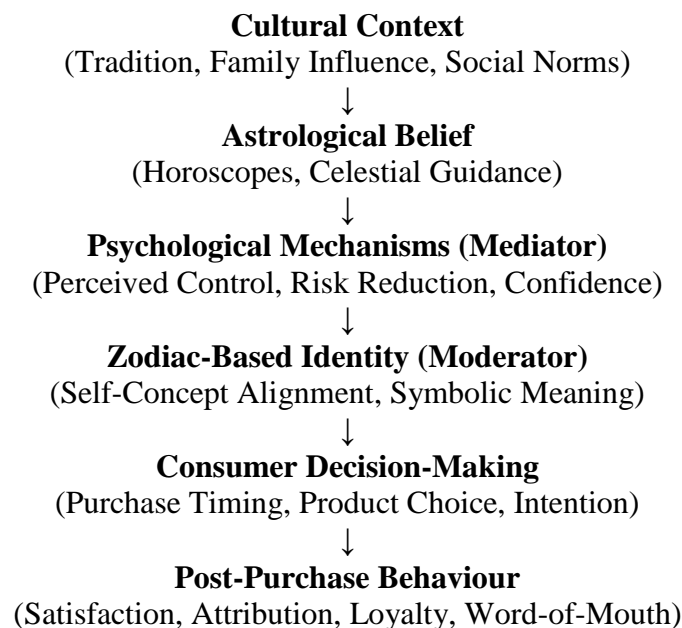 Cultural Context
(Tradition, Family Influence, Social Norms)
↓
Astrological Belief
(Horoscopes, Celestial Guidance)
↓
Psychological Mechanisms (Mediator)
(Perceived Control, Risk Reduction, Confidence)
↓
Zodiac-Based Identity (Moderator)
(Self-Concept Alignment, Symbolic Meaning)
↓
Consumer Decision-Making
(Purchase Timing, Product Choice, Intention)
↓
Post-Purchase Behaviour
(Satisfaction, Attribution, Loyalty, Word-of-Mouth)